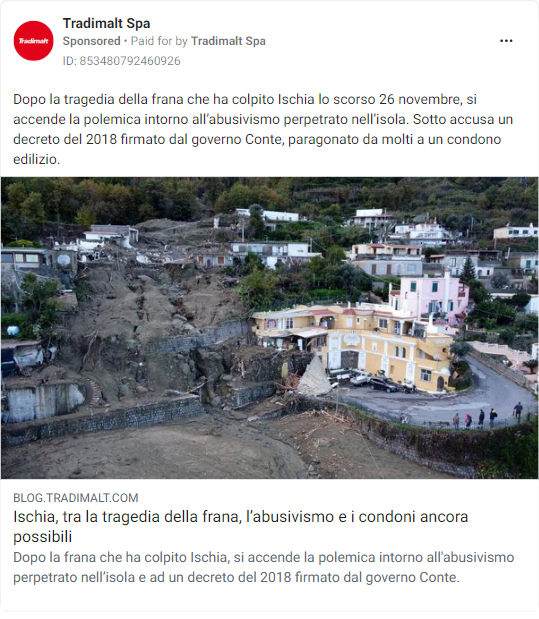 Tradimalt Spa
Tradimalt
Sponsored • Paid for by Tradimalt Spa
ID: 853480792460926
Dopo la tragedia della frana che ha colpito Ischia lo scorso 26 novembre, si
accende la polemica intorno all'abusivismo perpetrato nell'isola. Sotto accusa un
decreto del 2018 firmato dal governo Conte, paragonato da molti a un condono
edilizio.
BLOG.TRADIMALT.COM
Ischia, tra la tragedia della frana, l'abusivismo e i condoni ancora
possibili
Dopo la frana che ha colpito Ischia, si accende la polemica intorno all'abusivismo
perpetrato nell'isola e ad un decreto del 2018 firmato dal governo Conte.